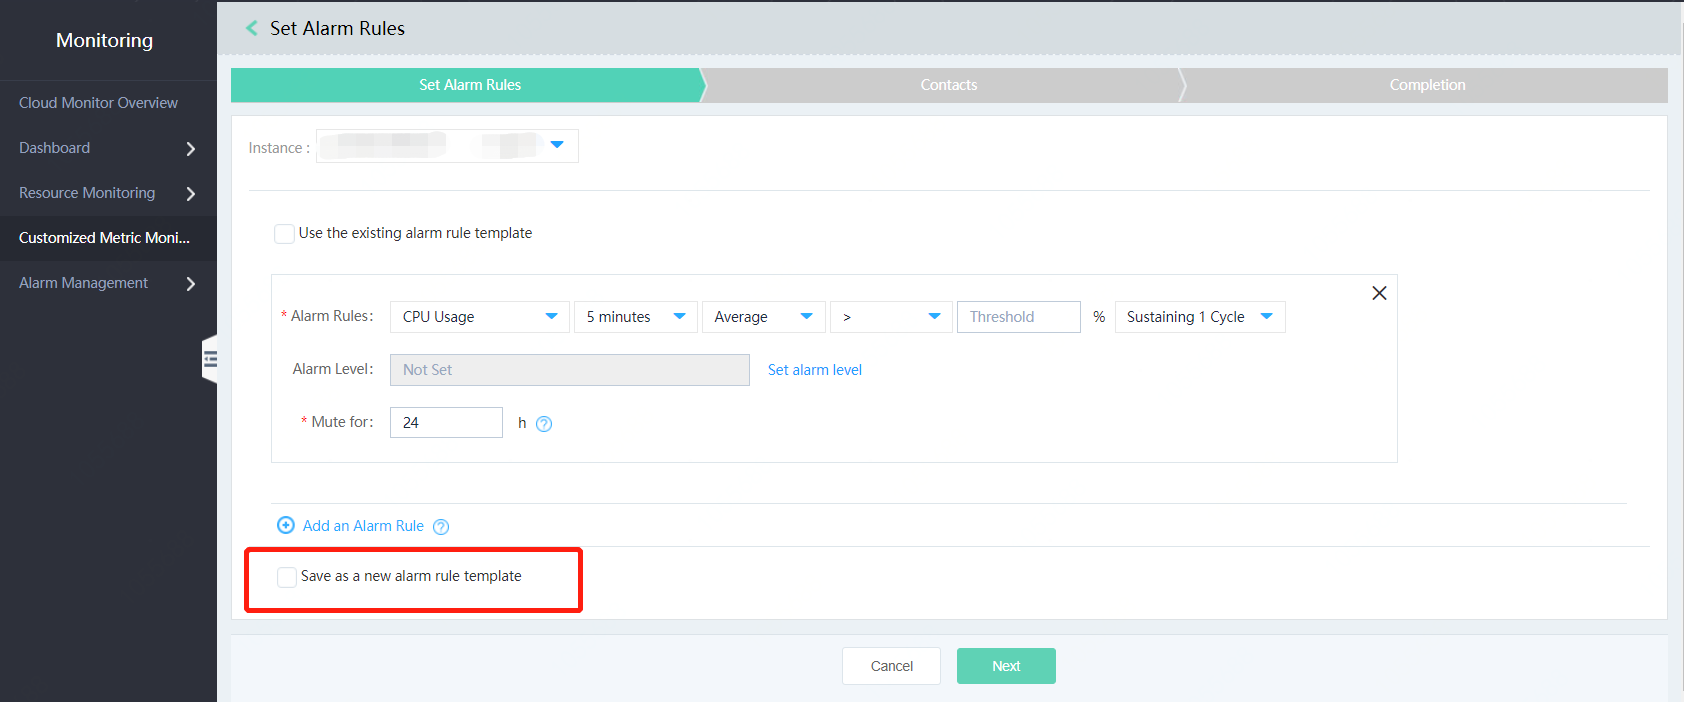 Monitoring
Cloud Monitor Overview
Dashboard
Resource Monitoring
Customized Metric Moni...
Alarm Management
Set Alarm Rules
Set Alarm Rules
Contacts
Completion
Instance :
Use the existing alarm rule template
* Alarm Rules: CPU Usage 5 minutes Average > Threshold % Sustaining 1 Cycle
Alarm Level: Not Set Set alarm level
* Mute for: 24 h ?
Add an Alarm Rule ?
Save as a new alarm rule template
Cancel
Next